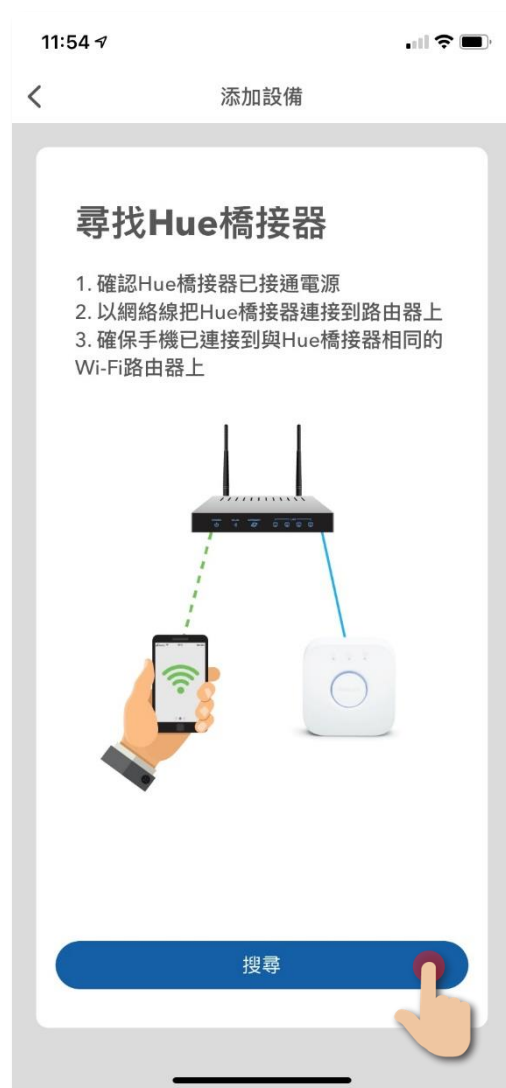 11:54
添加設備
尋找Hue橋接器
1. 確認Hue橋接器已接通電源
2. 以網絡線把Hue橋接器連接到路由器上
3. 確保手機已連接到與Hue橋接器相同的
Wi-Fi路由器上
搜尋